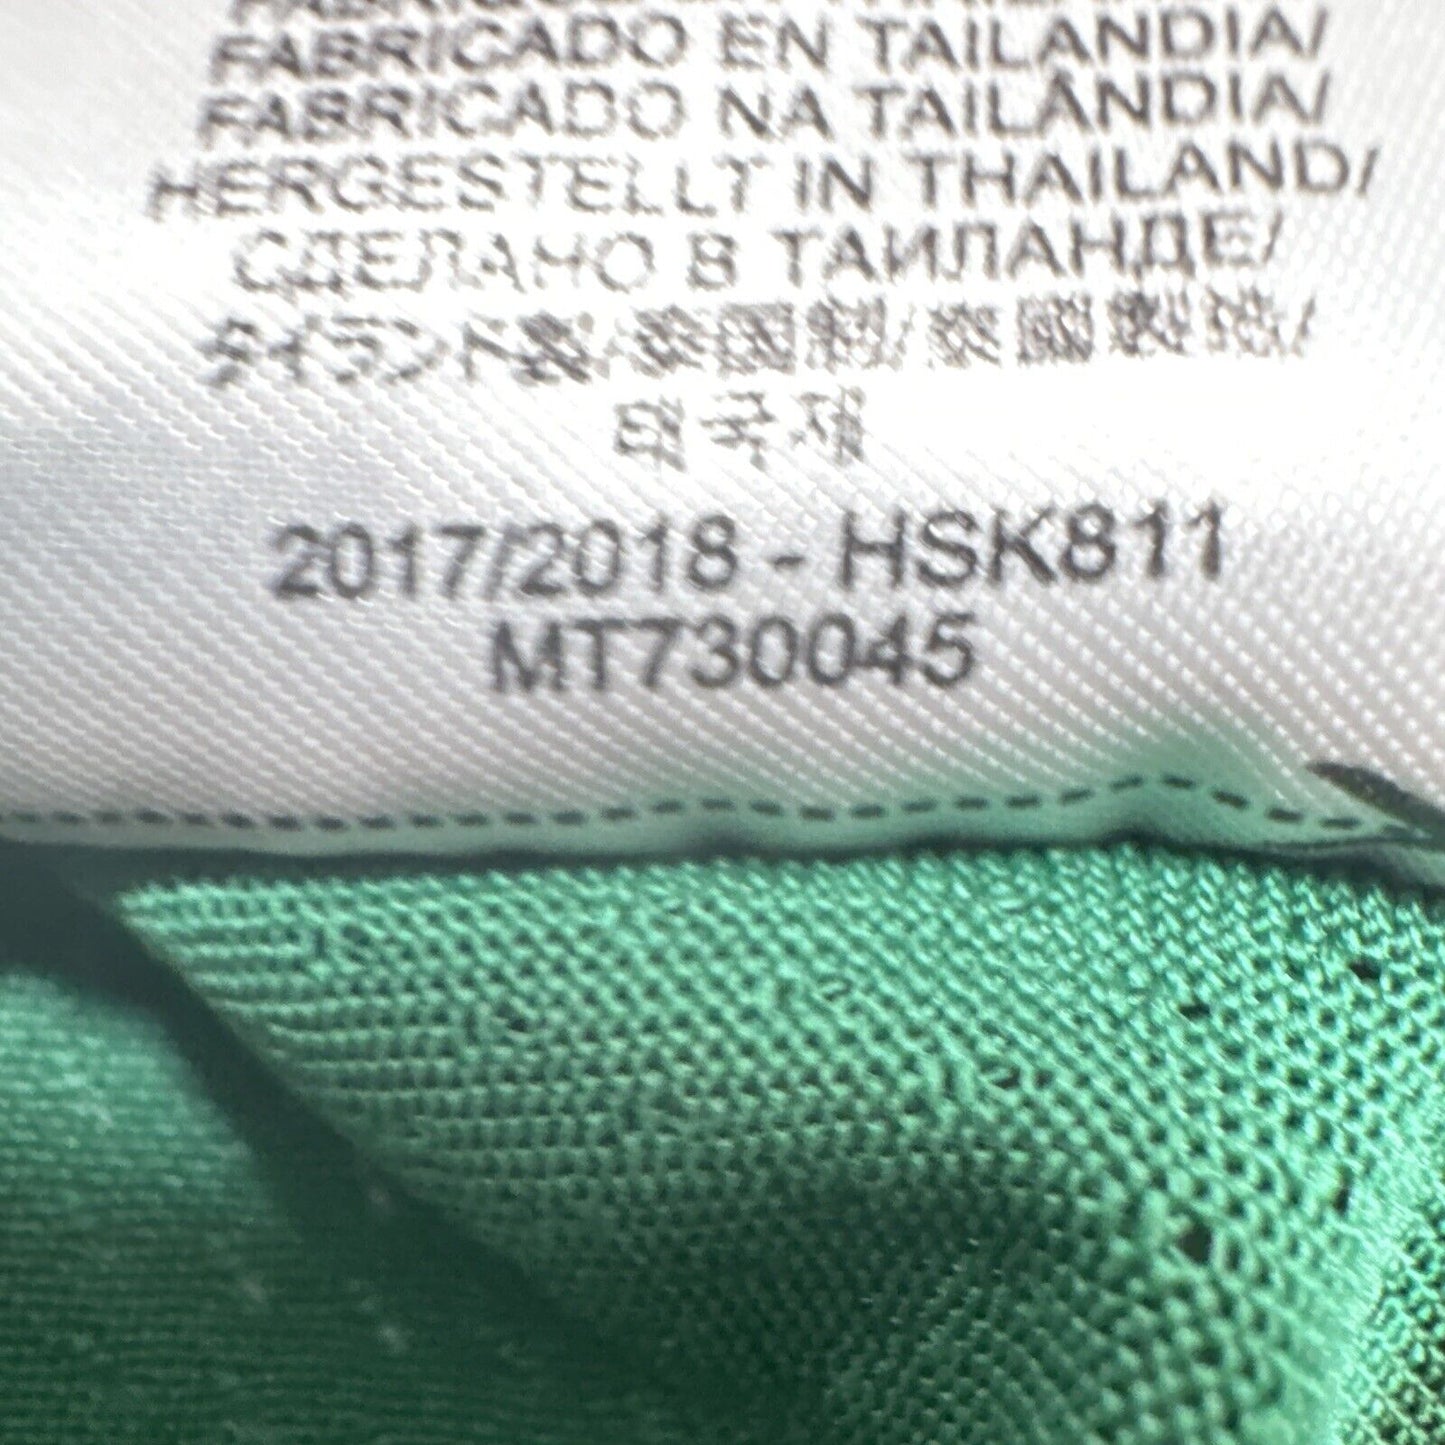 FABRICADO EN TAILANDIA/
FABRICADO NA TAILÂNDIA/
HERGESTELLT IN THAILAND/
СДЕЛАНО В ТАИЛАНДЕ/
タイランド製/泰国制/泰國製造/
태국제
2017/2018 - HSK811
MT730045